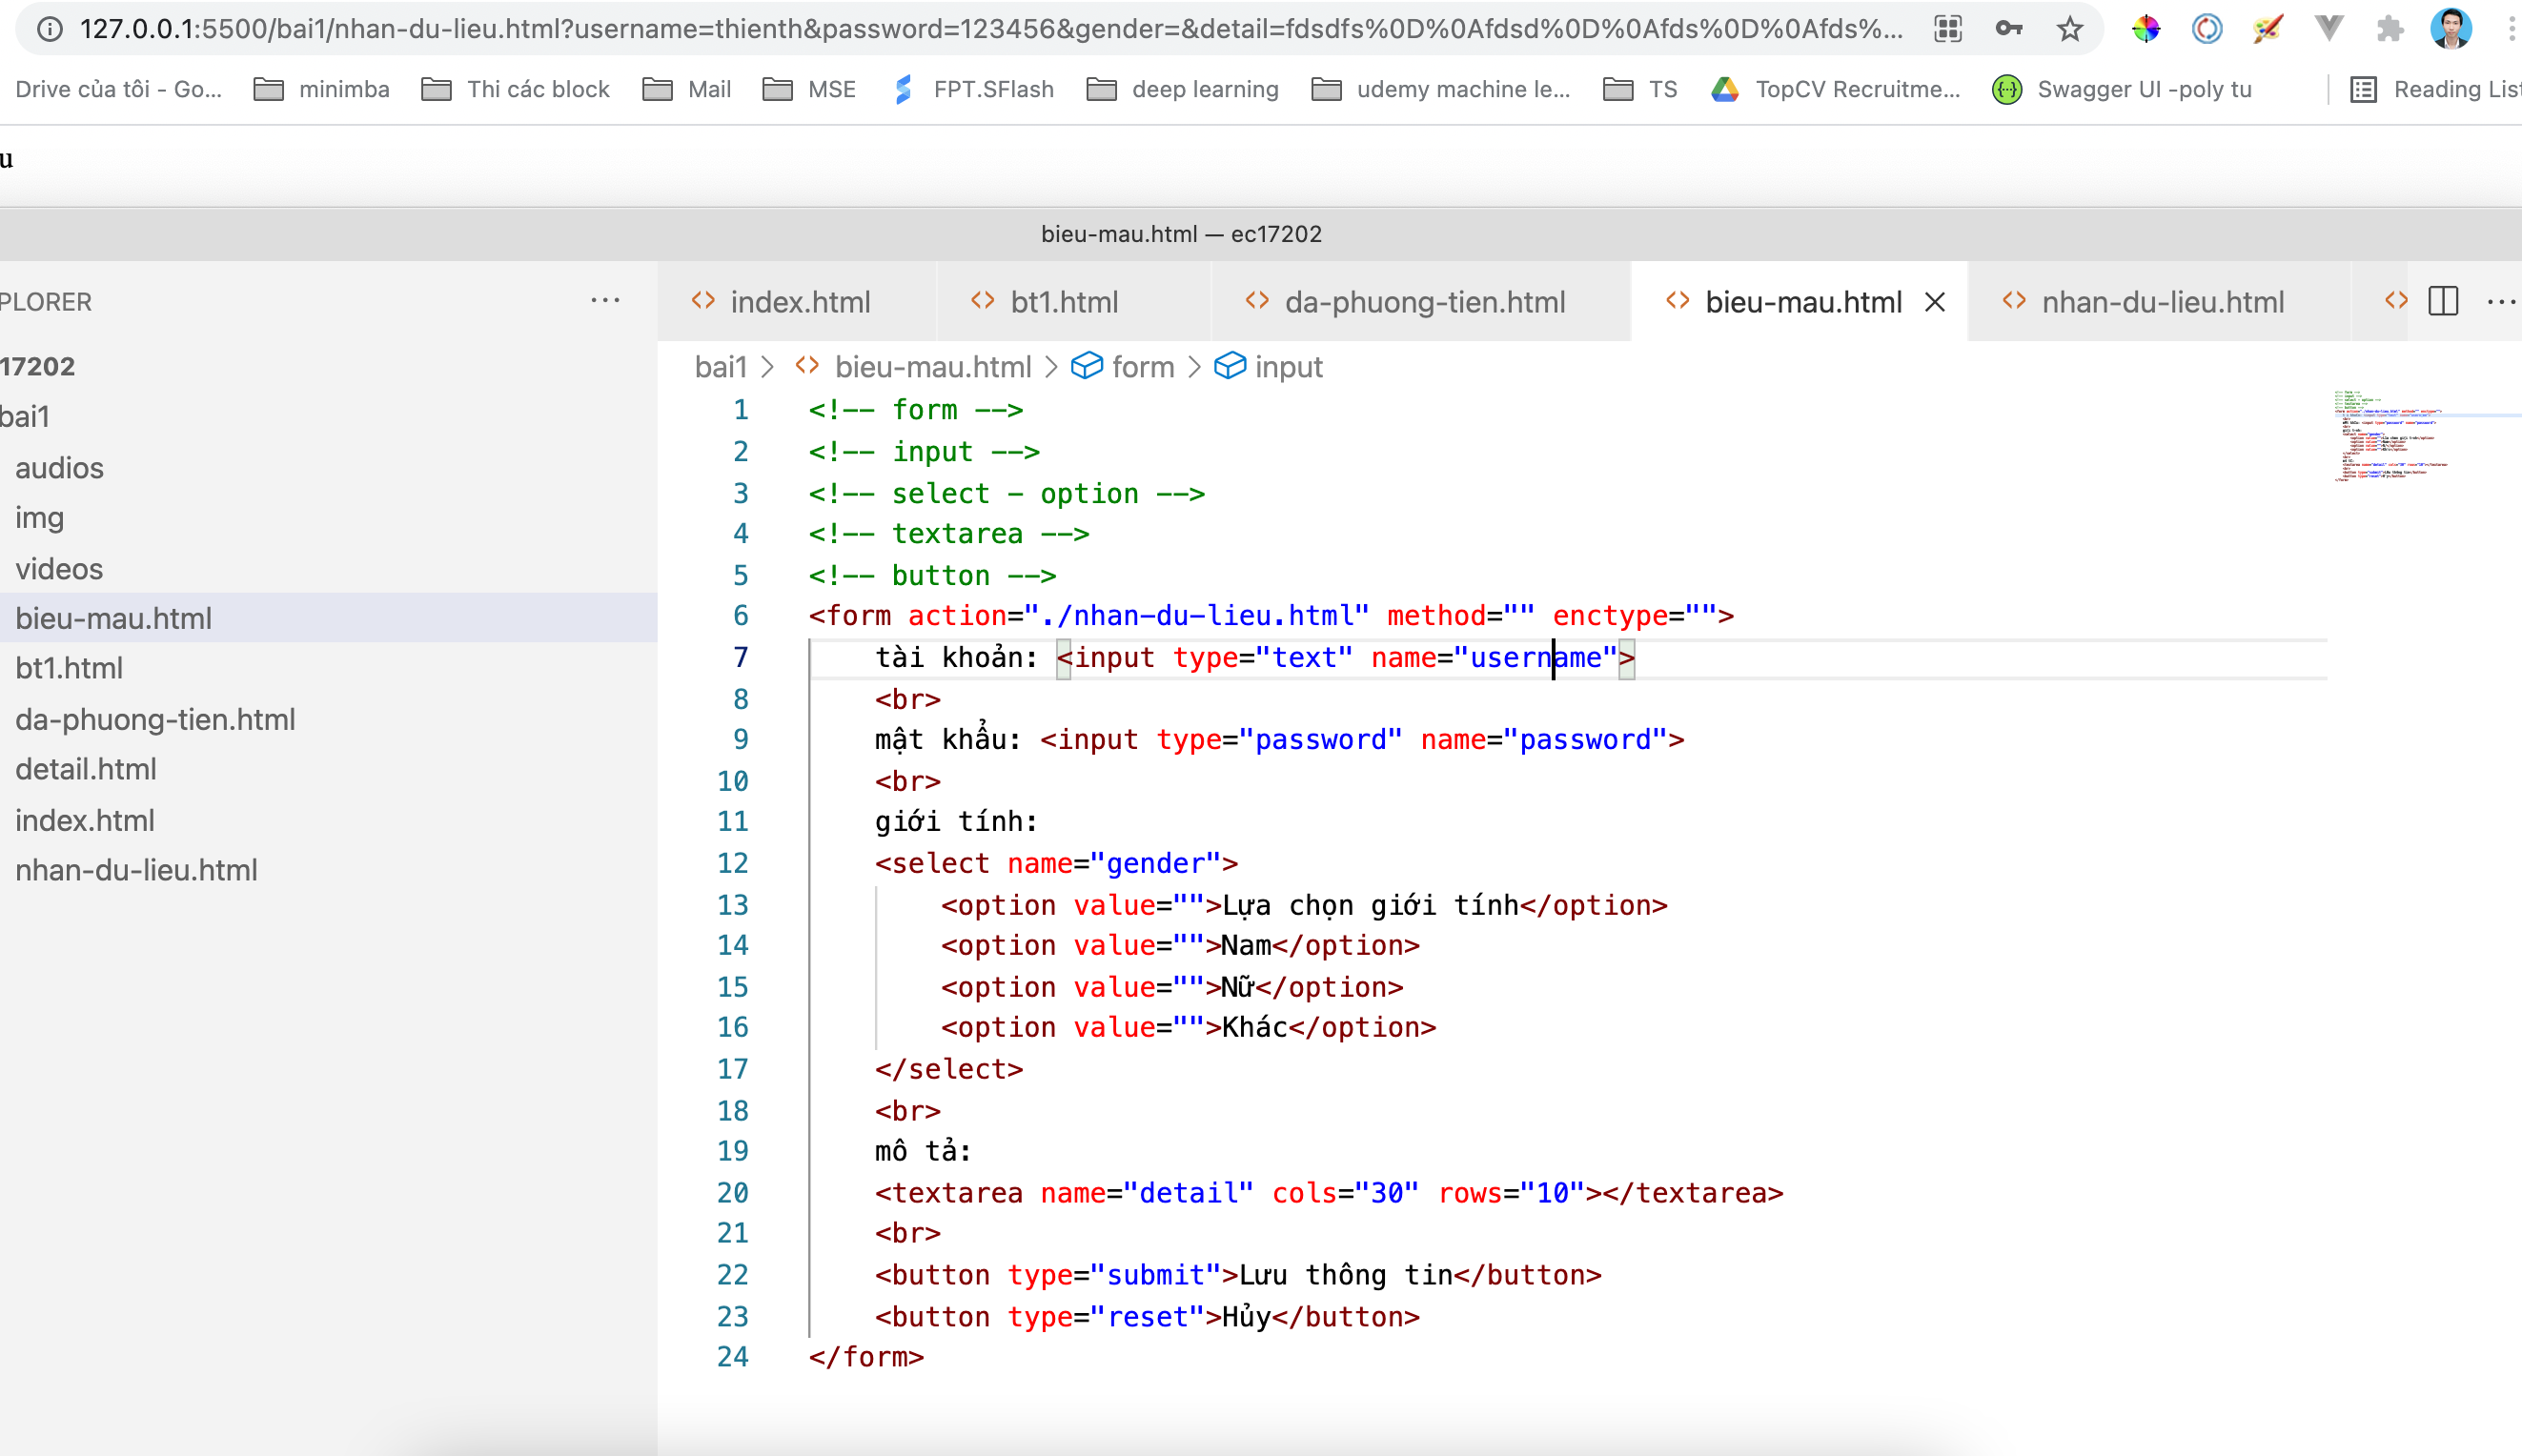 127.0.0.1:5500/bai1/nhan-du-lieu.html?username=thienth&password=123456&gender=&detail=fdsdfs%0D%0Afdsd%0D%0Afds%0D%0Afds%...
Drive của tôi - Go... minimba Thi các block Mail MSE FPT.SFlash deep learning udemy machine le... TS TopCV Recruitme... Swagger UI -poly tu Reading List
u
bieu-mau.html — ec17202
PLORER ...
index.html bt1.html da-phuong-tien.html bieu-mau.html nhan-du-lieu.html ...
17202
bai1
audios
img
videos
bieu-mau.html
bt1.html
da-phuong-tien.html
detail.html
index.html
nhan-du-lieu.html
bai1 > bieu-mau.html > form > input
1 <!-- form -->
2 <!-- input -->
3 <!-- select - option -->
4 <!-- textarea -->
5 <!-- button -->
6 <form action="./nhan-du-lieu.html" method="" enctype="">
7 tài khoản: <input type="text" name="username">
8 <br>
9 mật khẩu: <input type="password" name="password">
10 <br>
11 giới tính:
12 <select name="gender">
13 <option value="">Lựa chọn giới tính</option>
14 <option value="">Nam</option>
15 <option value="">Nữ</option>
16 <option value="">Khác</option>
17 </select>
18 <br>
19 mô tả:
20 <textarea name="detail" cols="30" rows="10"></textarea>
21 <br>
22 <button type="submit">Lưu thông tin</button>
23 <button type="reset">Hủy</button>
24 </form>